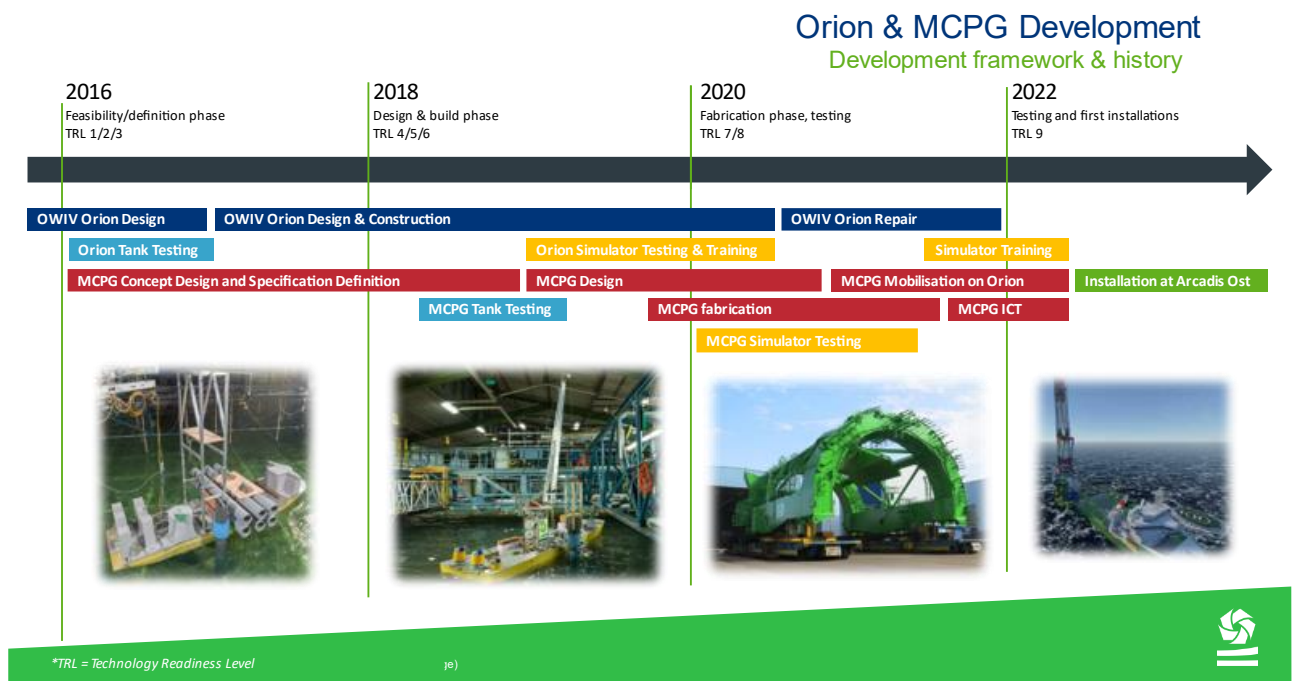 Orion & MCPG Development
Development framework & history
2016
Feasibility/definition phase
TRL 1/2/3
2018
Design & build phase
TRL 4/5/6
2020
Fabrication phase, testing
TRL 7/8
2022
Testing and first installations
TRL 9
OWIV Orion Design
OWIV Orion Design & Construction
OWIV Orion Repair
Orion Tank Testing
Orion Simulator Testing & Training
Simulator Training
MCPG Concept Design and Specification Definition
MCPG Design
MCPG Mobilisation on Orion
Installation at Arcadis Ost
MCPG Tank Testing
MCPG fabrication
MCPG ICT
MCPG Simulator Testing
*TRL = Technology Readiness Level